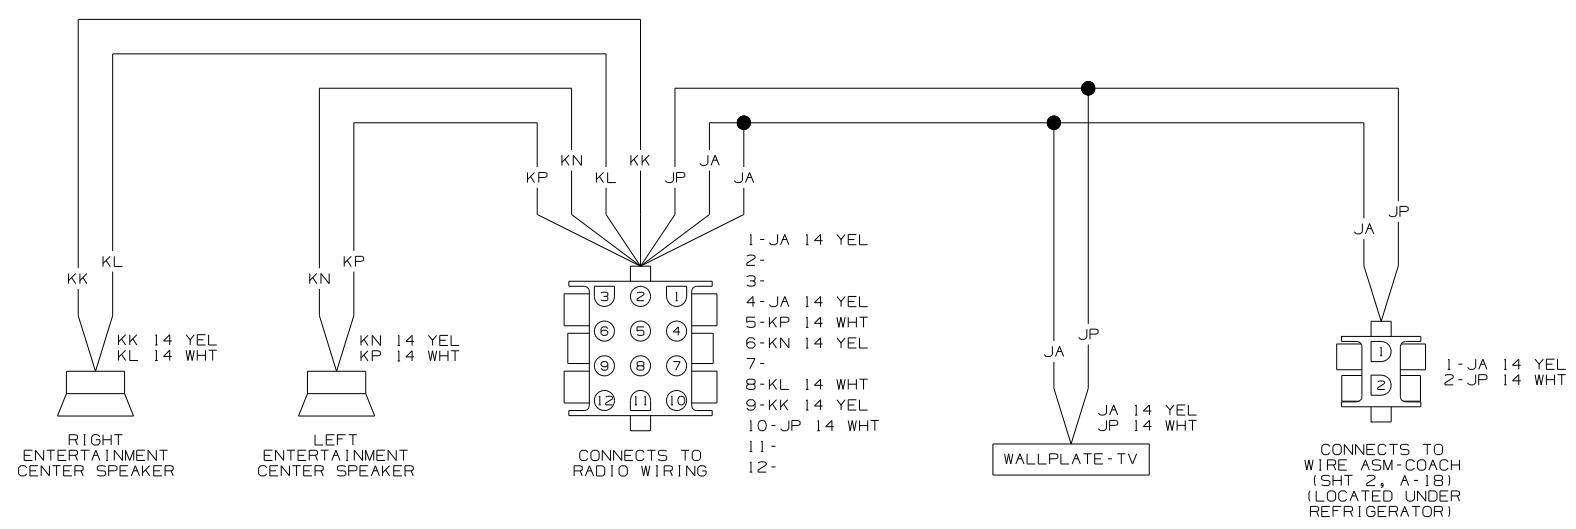 KK
KN
JA
KP
KL
JP
JA
JP
JA
KL
KK
KP
KN
JP
JA
1-JA 14 YEL
2-
3-
4-JA 14 YEL
5-KP 14 WHT
6-KN 14 YEL
7-
8-KL 14 WHT
9-KK 14 YEL
10-JP 14 WHT
11-
12-
3 2 1
6 5 4
9 8 7
12 11 10
KK 14 YEL
KL 14 WHT
RIGHT
ENTERTAINMENT
CENTER SPEAKER
KN 14 YEL
KP 14 WHT
LEFT
ENTERTAINMENT
CENTER SPEAKER
CONNECTS TO
RADIO WIRING
JA 14 YEL
JP 14 WHT
WALLPLATE-TV
1
2
1-JA 14 YEL
2-JP 14 WHT
CONNECTS TO
WIRE ASM-COACH
(SHT 2, A-18)
(LOCATED UNDER
REFRIGERATOR)